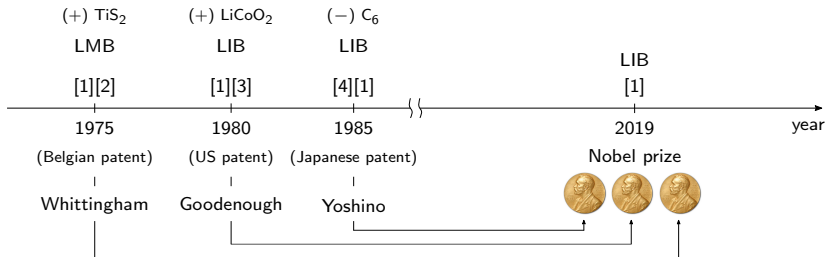 (+) TiS2 (+) LiCoO2 (−) C6
LMB LIB LIB LIB
[1][2] [1][3] [4][1] [1]
1975 1980 1985 2019 year
(Belgian patent) (US patent) (Japanese patent) Nobel prize
Whittingham Goodenough Yoshino